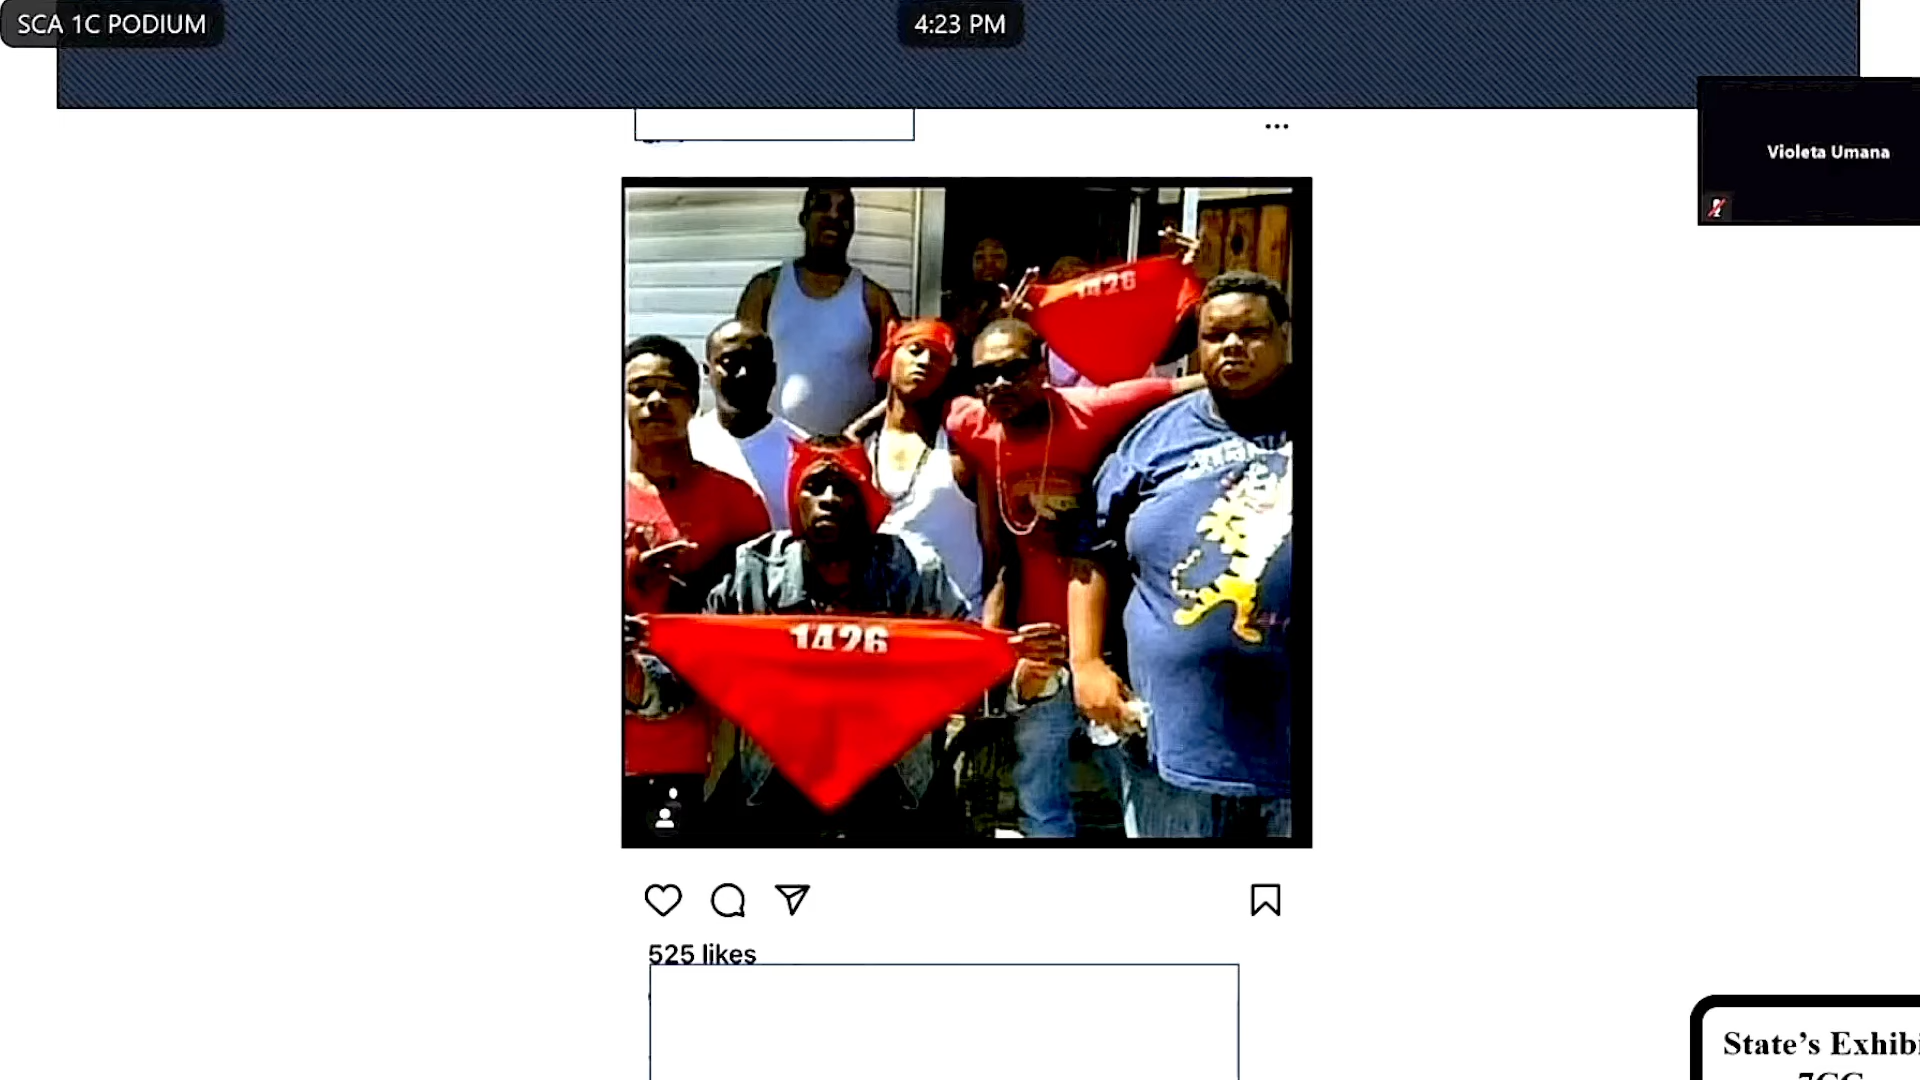 SCA 1C PODIUM
4:23 PM
Violeta Umana
1426
1426
525 likes
State's Exhibi